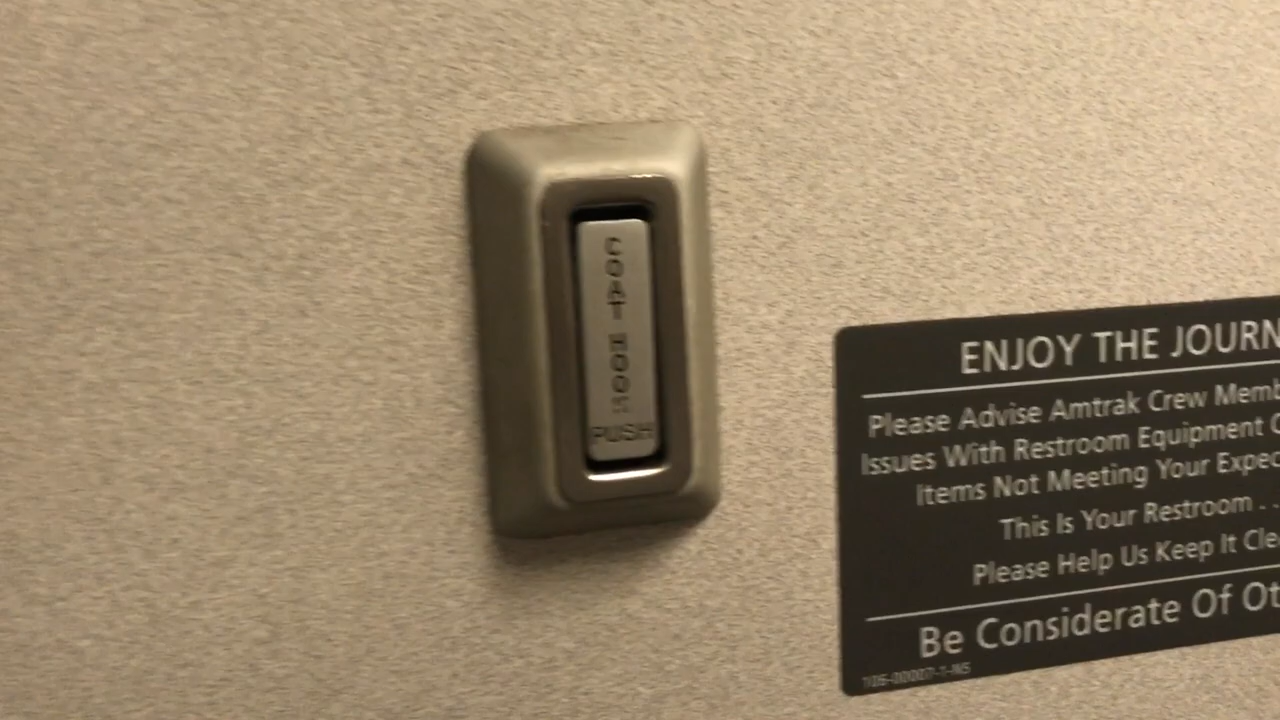 COAT HOOK
PUSH
ENJOY THE JOURN
Please Advise Amtrak Crew Memb
Issues With Restroom Equipment
Items Not Meeting Your Expec
This Is Your Restroom . .
Please Help Us Keep It Clea
Be Considerate Of Ot